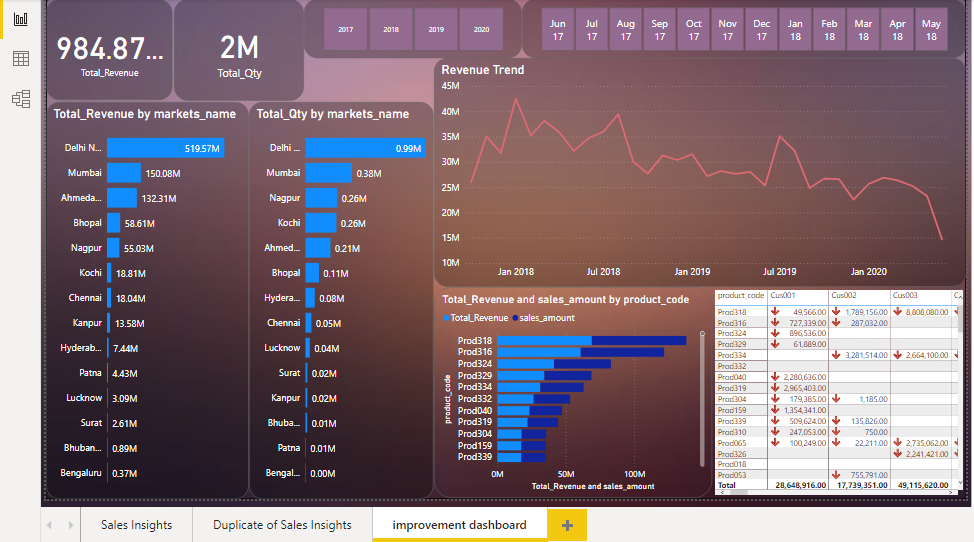 984.87...
Total_Revenue
2M
Total_Qty
2017 2018 2019 2020
Jun Jul Aug Sep Oct Nov Dec Jan Feb Mar Apr May
17 17 17 17 17 17 17 18 18 18 18 18
Total_Revenue by markets_name
Delhi N... 519.57M
Mumbai 150.08M
Ahmeda... 132.31M
Bhopal 58.61M
Nagpur 55.03M
Kochi 18.81M
Chennai 18.04M
Kanpur 13.58M
Hyderab... 7.44M
Patna 4.43M
Lucknow 3.09M
Surat 2.61M
Bhuban... 0.89M
Bengaluru 0.37M
Total_Qty by markets_name
Delhi ... 0.99M
Mumbai 0.38M
Nagpur 0.26M
Kochi 0.26M
Ahmed... 0.21M
Bhopal 0.11M
Hydera... 0.08M
Chennai 0.05M
Lucknow 0.04M
Surat 0.02M
Kanpur 0.02M
Bhuba... 0.01M
Patna 0.01M
Bengal... 0.00M
Revenue Trend
45M
40M
35M
30M
25M
20M
15M
10M
Jan 2018 Jul 2018 Jan 2019 Jul 2019 Jan 2020
Total_Revenue and sales_amount by product_code
Total_Revenue sales_amount
product_code
Prod318
Prod316
Prod324
Prod329
Prod334
Prod332
Prod040
Prod319
Prod304
Prod159
Prod339
0M 50M 100M
Total_Revenue and sales_amount
product_code Cus001 Cus002 Cus003
Prod318 49,566.00 1,789,156.00 8,808,080.00
Prod316 727,339.00 287,032.00
Prod324 896,536.00
Prod329 61,889.00
Prod334 3,281,514.00 2,664,100.00
Prod332
Prod040 2,280,636.00
Prod319 2,965,403.00
Prod304 179,385.00 1,185.00
Prod159 1,354,341.00
Prod339 509,624.00 135,826.00
Prod310 247,053.00 750.00
Prod065 100,249.00 22,211.00 2,735,062.00
Prod326 2,241,421.00
Prod018
Prod053 755,791.00
Total 28,648,916.00 17,739,351.00 49,115,620.00
Sales Insights Duplicate of Sales Insights improvement dashboard +